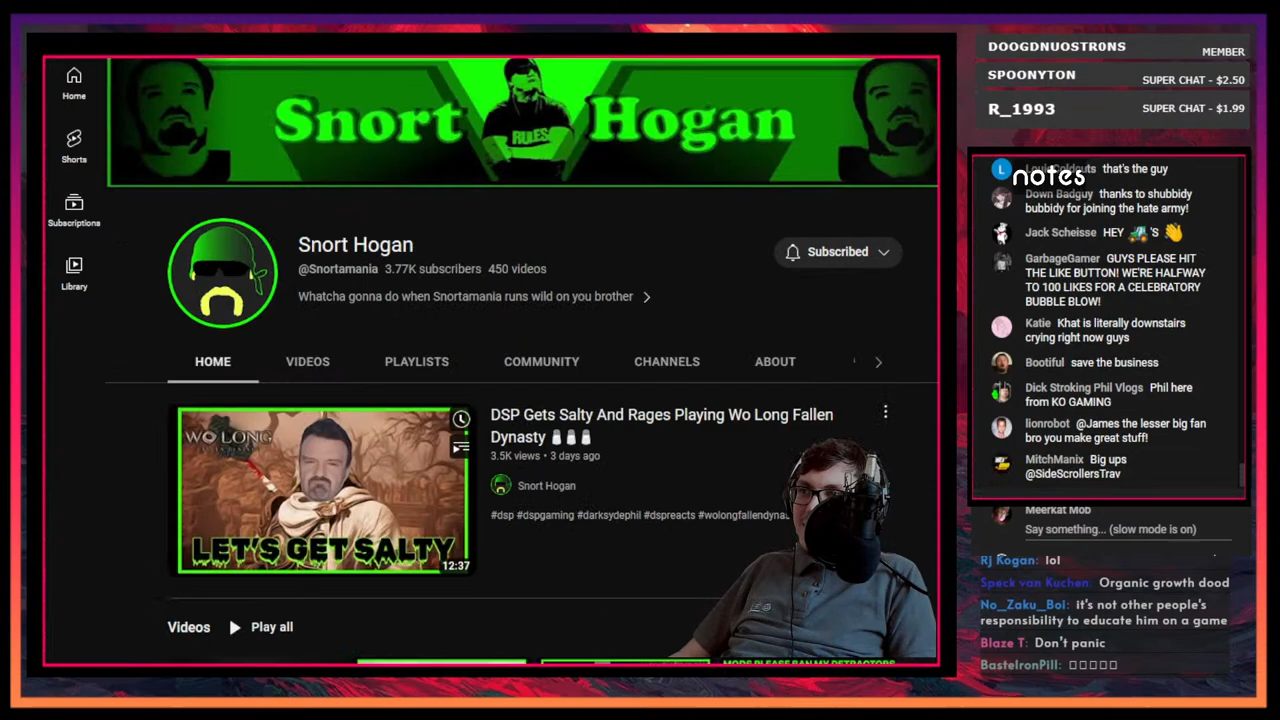 Snort Hogan
RULES
Home
Shorts
Subscriptions
Library
Snort Hogan
@Snortamania 3.77K subscribers 450 videos
Whatcha gonna do when Snortamania runs wild on you brother
Subscribed
HOME VIDEOS PLAYLISTS COMMUNITY CHANNELS ABOUT
WO LONG
LET'S GET SALTY
12:37
DSP Gets Salty And Rages Playing Wo Long Fallen
Dynasty 🧂🧂🧂
3.5K views • 3 days ago
Snort Hogan
#dsp #dspgaming #darksydephil #dspreacts #wolongfallendyna
Videos Play all
MODS PLEASE BAN MY DETRACTORS
DOOGDNUOSTR0NS MEMBER
SPOONYTON SUPER CHAT - $2.50
R_1993 SUPER CHAT - $1.99
notes
L that's the guy
Down Badguy thanks to shubbidy
bubbidy for joining the hate army!
Jack Scheisse HEY 🚜'S 👋
GarbageGamer GUYS PLEASE HIT
THE LIKE BUTTON! WE'RE HALFWAY
TO 100 LIKES FOR A CELEBRATORY
BUBBLE BLOW!
Katie Khat is literally downstairs
crying right now guys
Bootiful save the business
Dick Stroking Phil Vlogs Phil here
from KO GAMING
lionrobot @James the lesser big fan
bro you make great stuff!
MitchManix Big ups
@SideScrollersTrav
Meerkat Mob
Say something... (slow mode is on)
Rj Kogan: lol
Speck van Kuchen: Organic growth dood
No_Zaku_Boi: it's not other people's
responsibility to educate him on a game
Blaze T: Don't panic
BasteIronPill: □□□□□